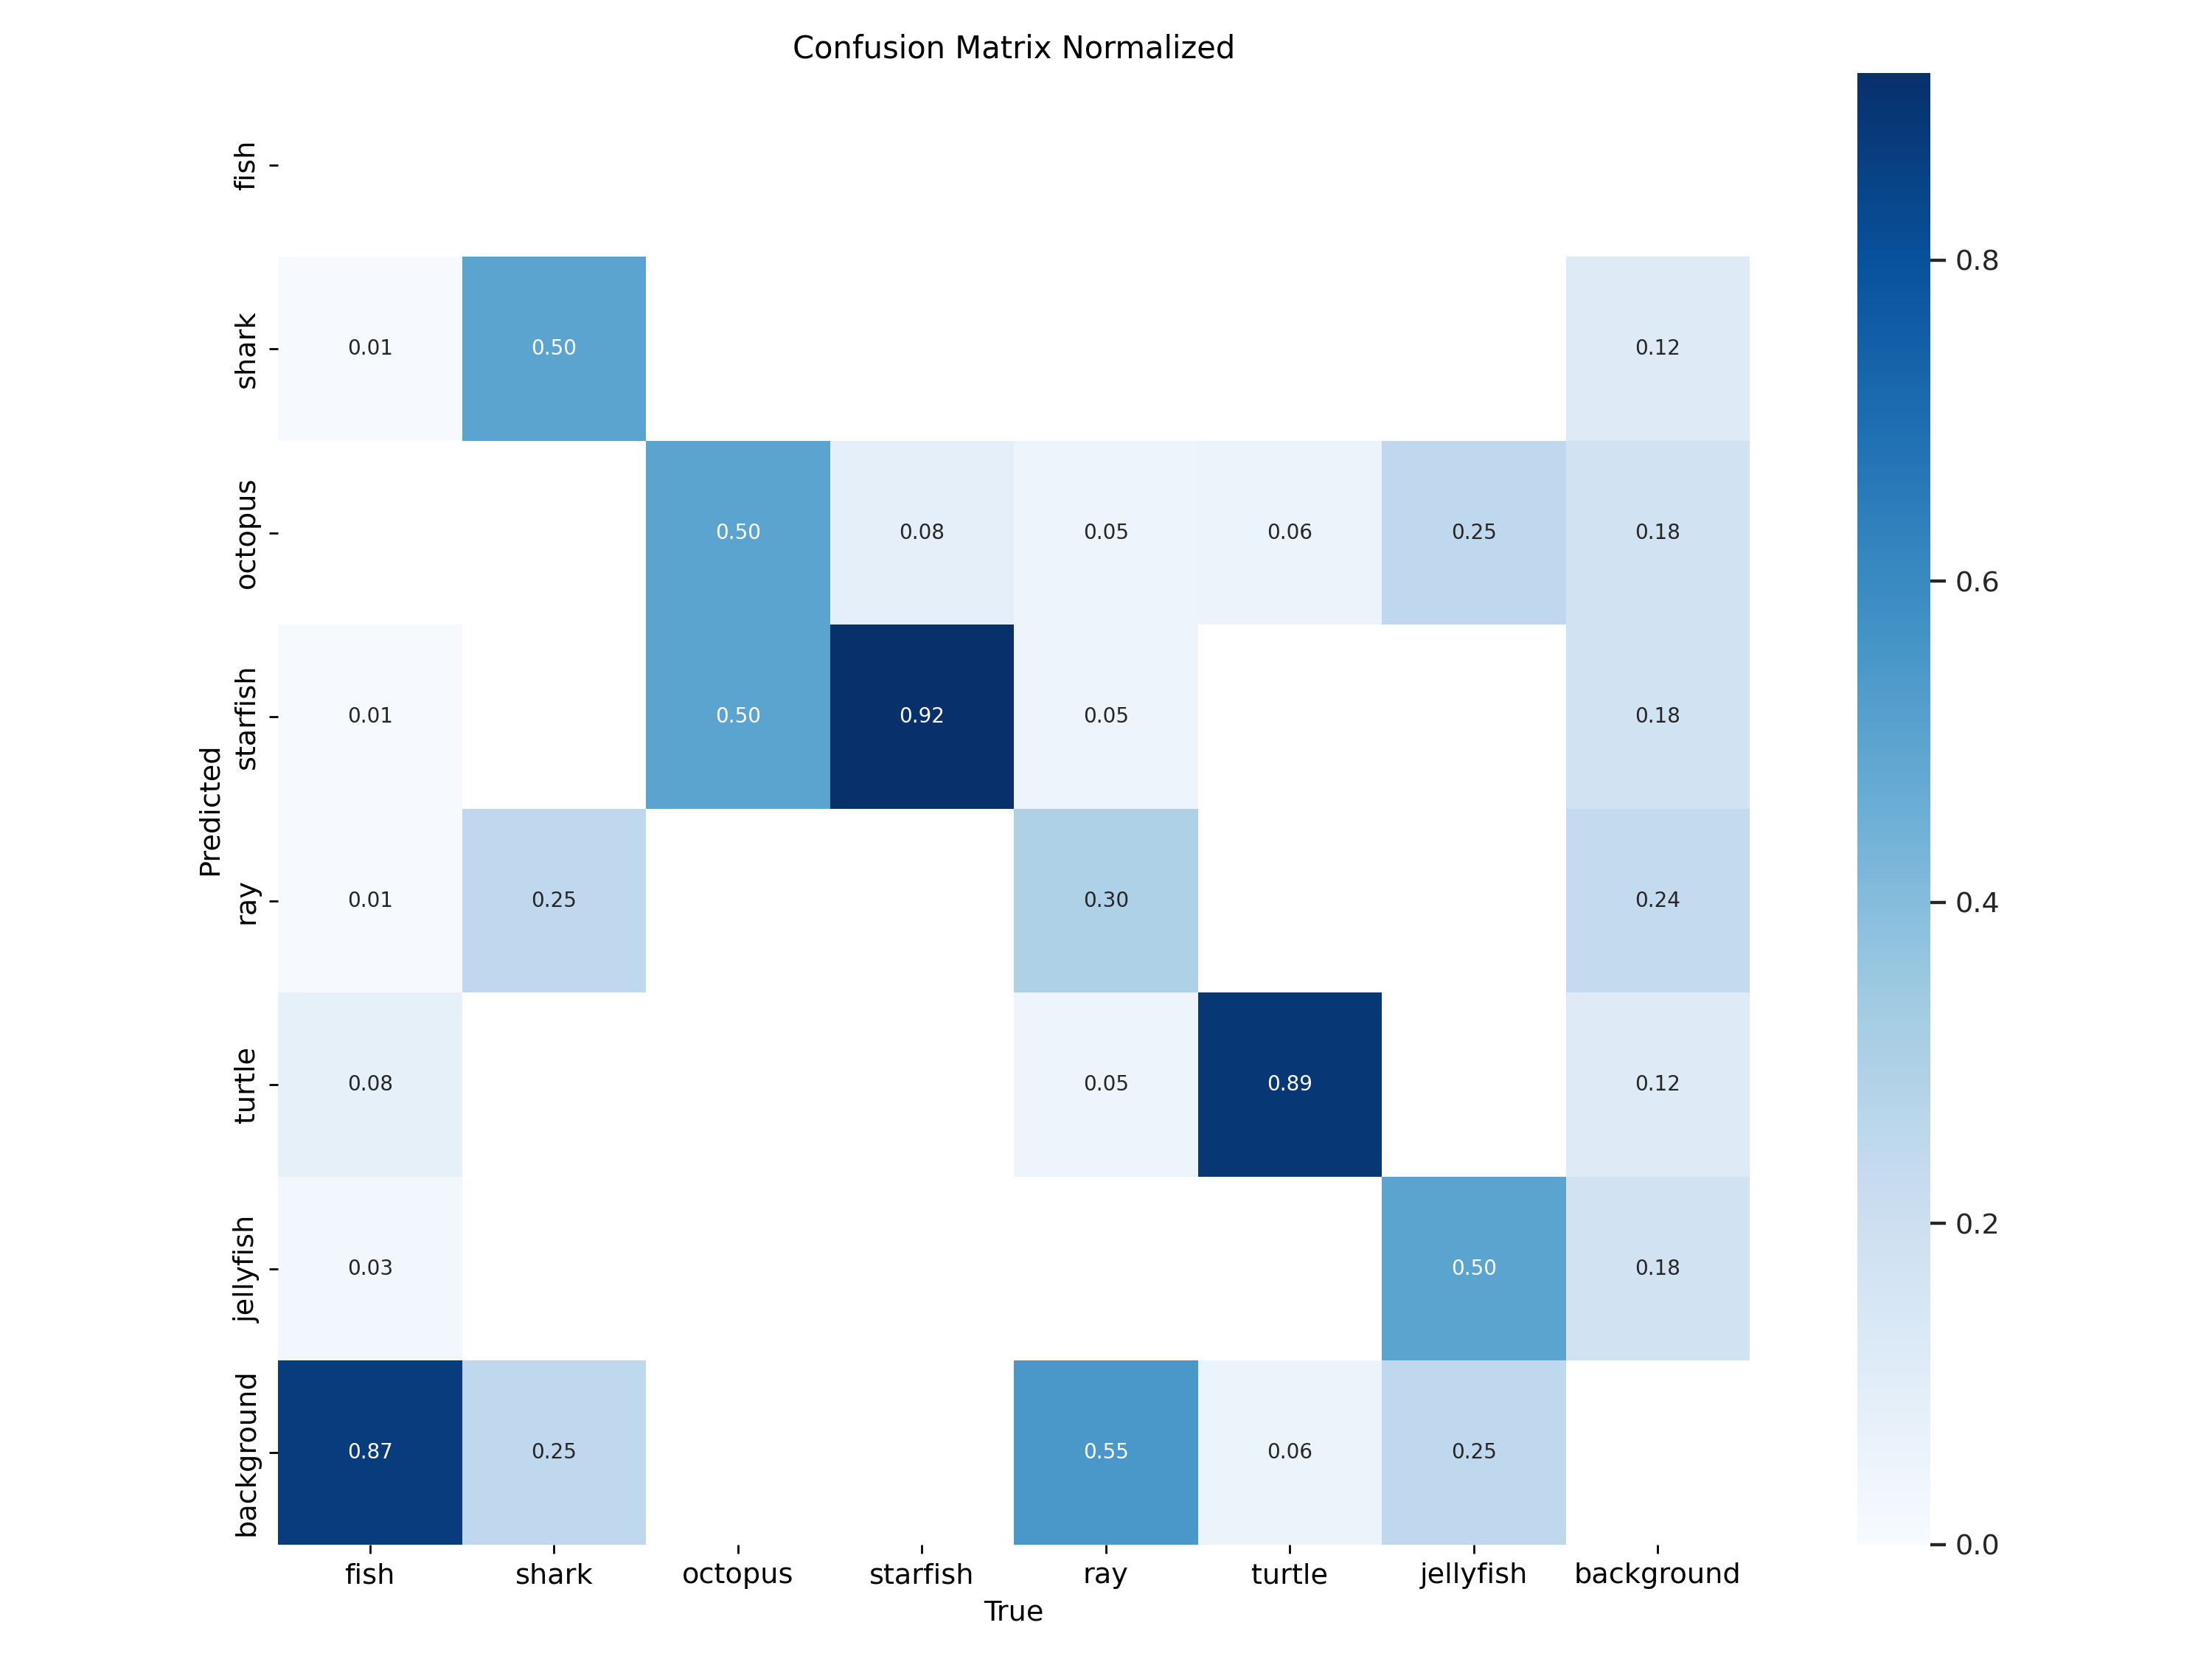 Confusion Matrix Normalized
fish
shark 0.01 0.50 0.12
octopus 0.50 0.08 0.05 0.06 0.25 0.18
starfish 0.01 0.50 0.92 0.05 0.18
ray 0.01 0.25 0.30 0.24
turtle 0.08 0.05 0.89 0.12
jellyfish 0.03 0.50 0.18
background 0.87 0.25 0.55 0.06 0.25
Predicted
fish shark octopus starfish ray turtle jellyfish background
True
0.8
0.6
0.4
0.2
0.0